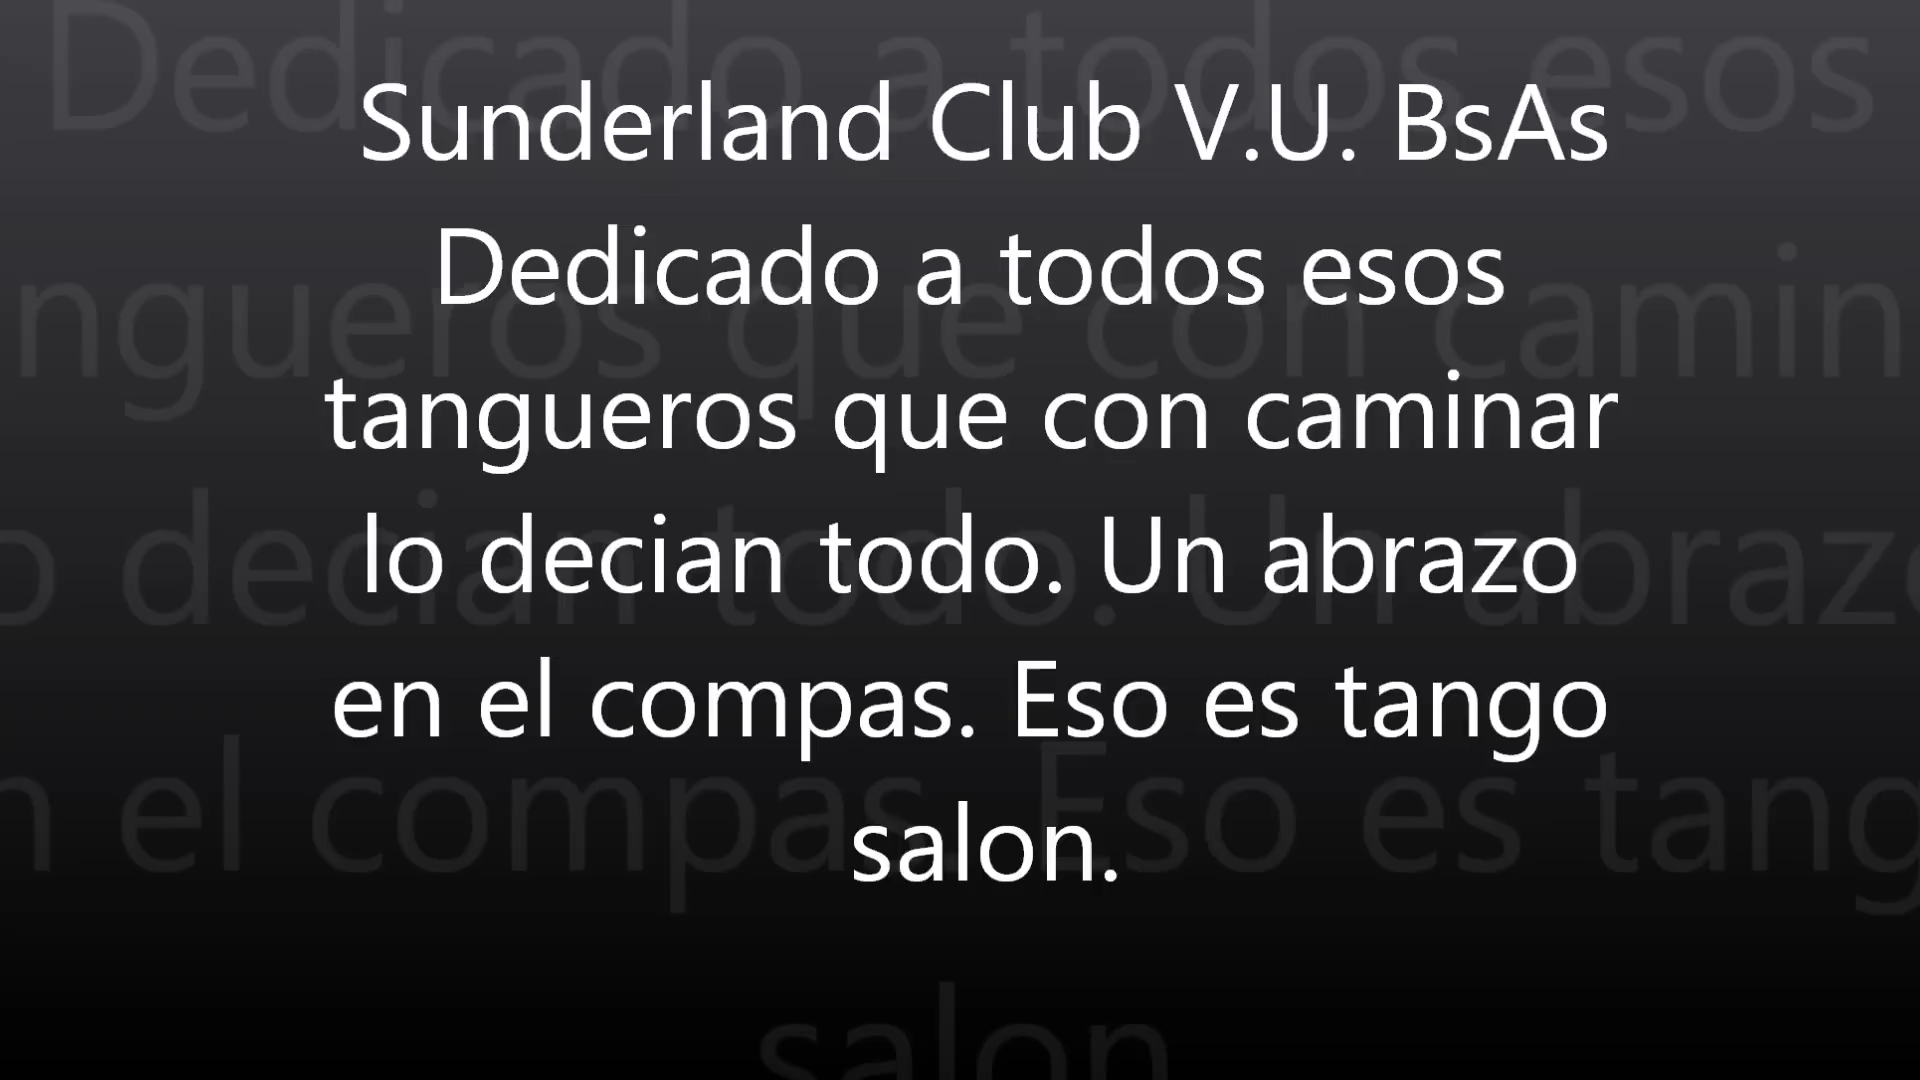 Sunderland Club V.U. BsAs
Dedicado a todos esos
tangueros que con caminar
lo decian todo. Un abrazo
en el compas. Eso es tango
salon.